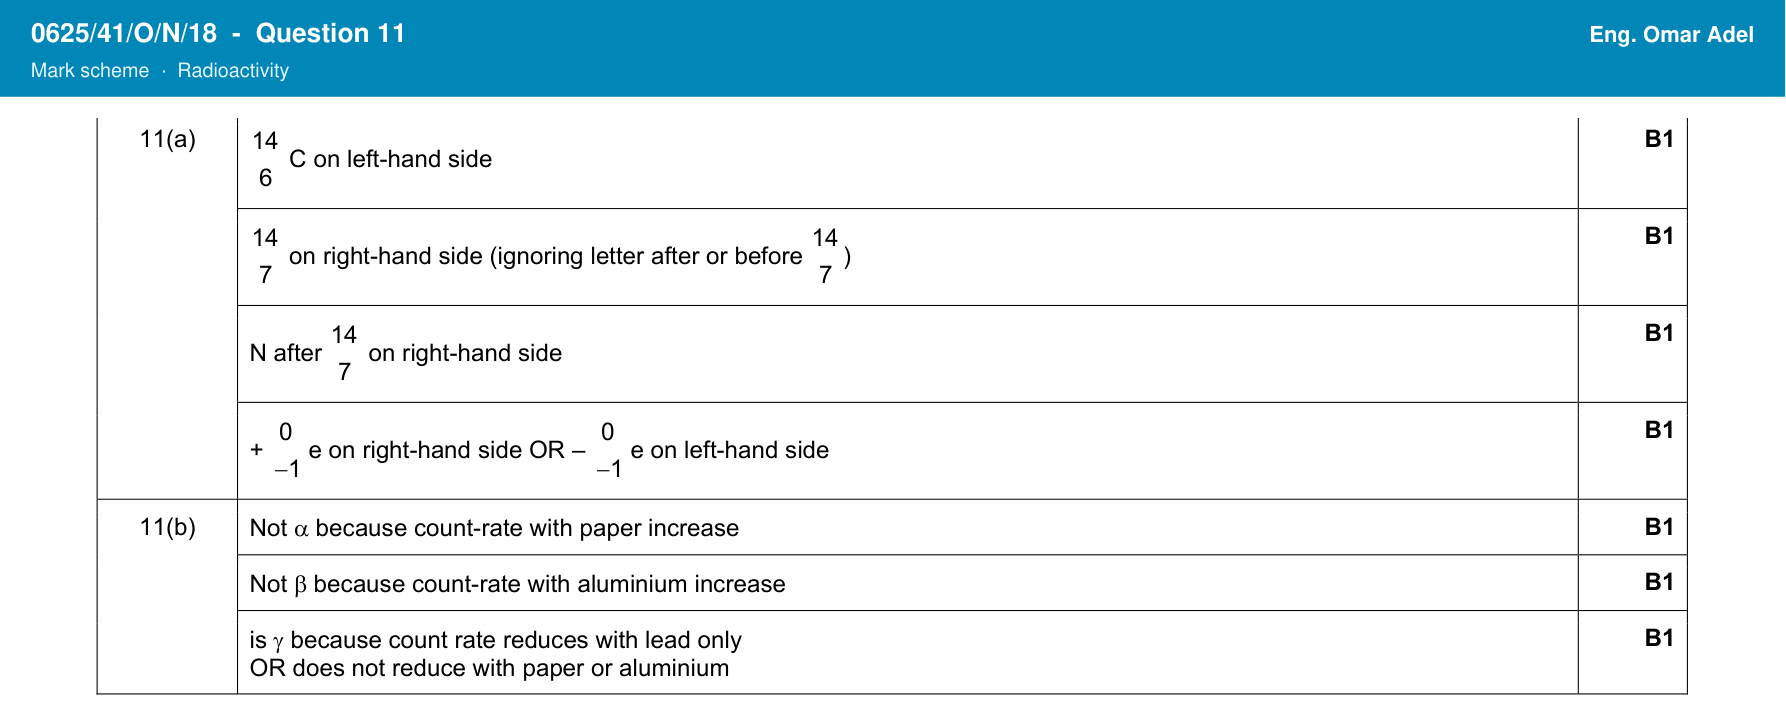 0625/41/O/N/18 - Question 11
Eng. Omar Adel
Mark scheme · Radioactivity
11(a)
14
6
C on left-hand side
B1
14
7
on right-hand side (ignoring letter after or before
14
7
)
B1
N after
14
7
on right-hand side
B1
+
0
–1
e on right-hand side OR –
0
–1
e on left-hand side
B1
11(b)
Not α because count-rate with paper increase
B1
Not β because count-rate with aluminium increase
B1
is γ because count rate reduces with lead only
OR does not reduce with paper or aluminium
B1